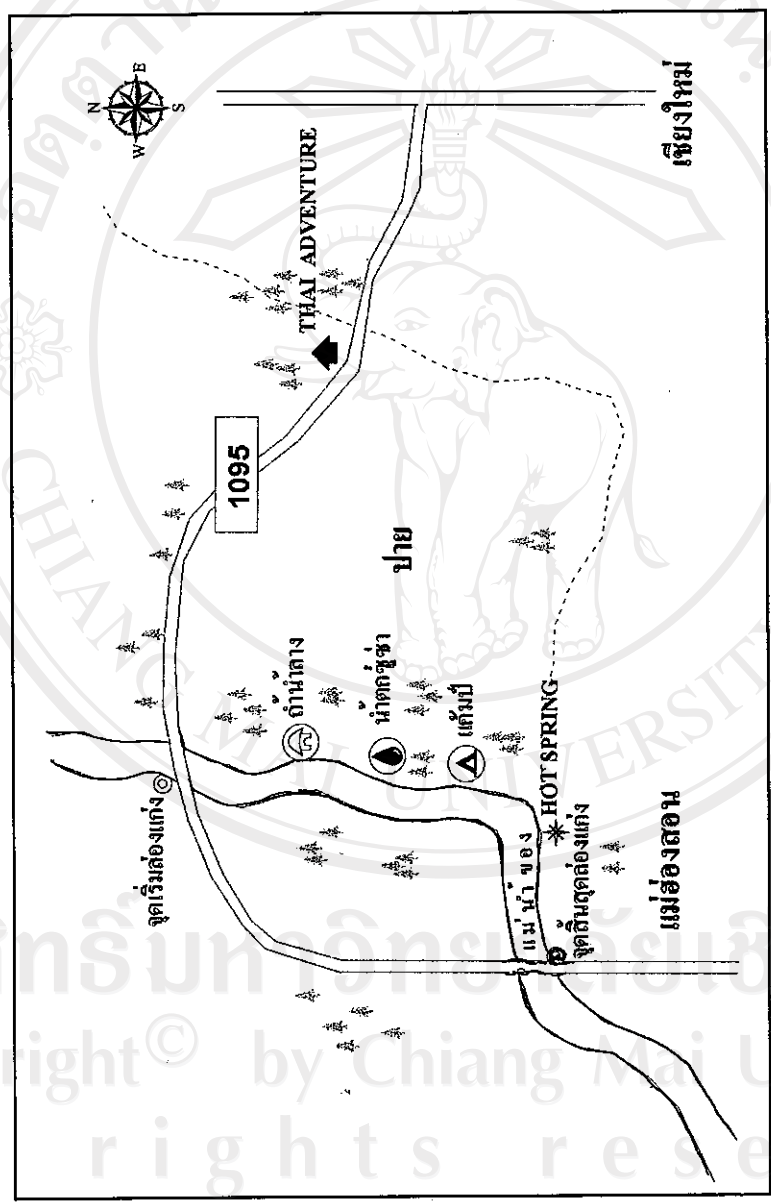 N
E
W
S
THAI ADVENTURE
เชียงใหม่
1095
ปาย
ถ้ำน้ำลาง
น้ำตกซู่ซ่า
แค้มป์
HOT SPRING
จุดเริ่มล่องแก่ง
แม่น้ำของ
จุดสิ้นสุดล่องแก่ง
แม่ฮ่องสอน
CHIANG MAI UNIVERSITY
right© by Chiang Mai U
rights rese